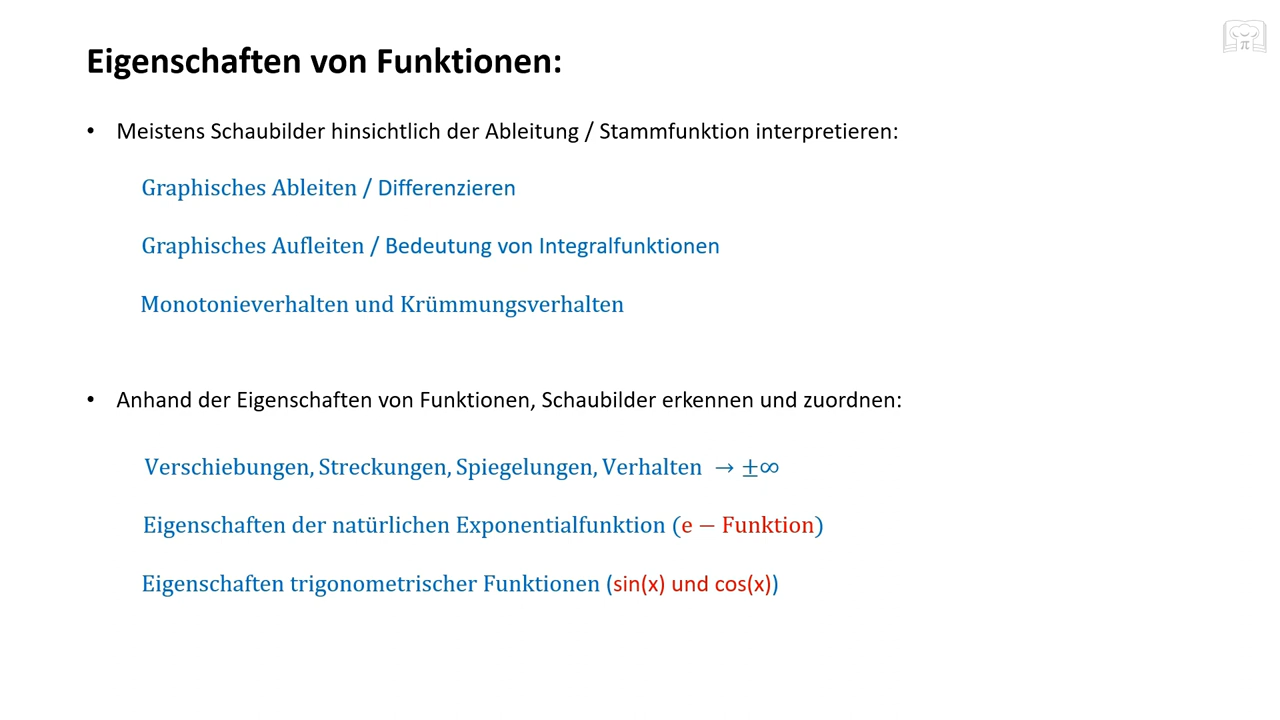 Eigenschaften von Funktionen:
• Meistens Schaubilder hinsichtlich der Ableitung / Stammfunktion interpretieren:
Graphisches Ableiten / Differenzieren
Graphisches Aufleiten / Bedeutung von Integralfunktionen
Monotonieverhalten und Krümmungsverhalten
• Anhand der Eigenschaften von Funktionen, Schaubilder erkennen und zuordnen:
Verschiebungen, Streckungen, Spiegelungen, Verhalten → ±∞
Eigenschaften der natürlichen Exponentialfunktion (e − Funktion)
Eigenschaften trigonometrischer Funktionen (sin(x) und cos(x))
π